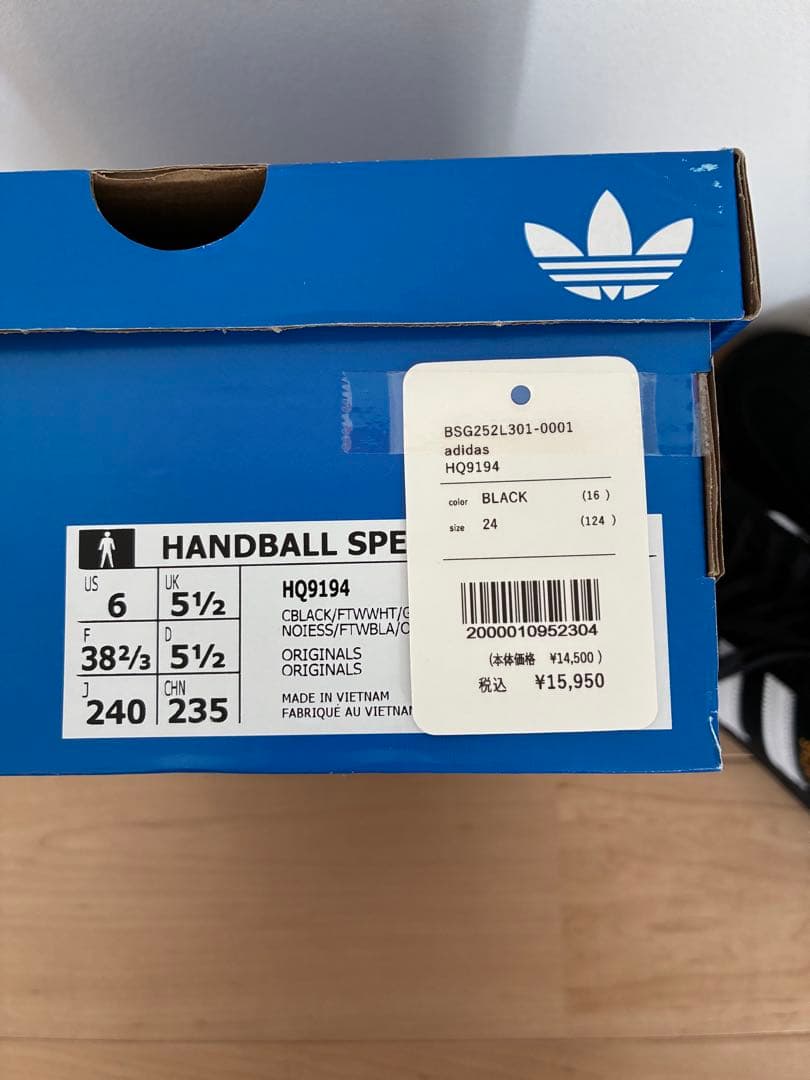 BSG252L301-0001
adidas
HQ9194
color BLACK (16 )
size 24 (124 )
2000010952304
(本体価格 ¥14,500 )
税込 ¥15,950
HANDBALL SPE
US 6 UK 5½
F 38⅔ D 5½
J 240 CHN 235
HQ9194
CBLACK/FTWWHT/
NOIESS/FTWBLA/
ORIGINALS
ORIGINALS
MADE IN VIETNAM
FABRIQUÉ AU VIETNA